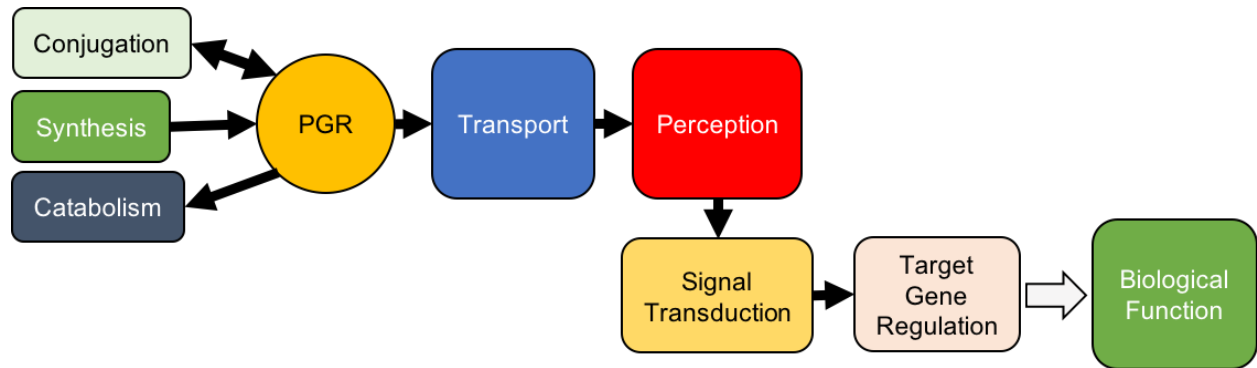 Conjugation
Synthesis
Catabolism
PGR
Transport
Perception
Signal
Transduction
Target
Gene
Regulation
Biological
Function